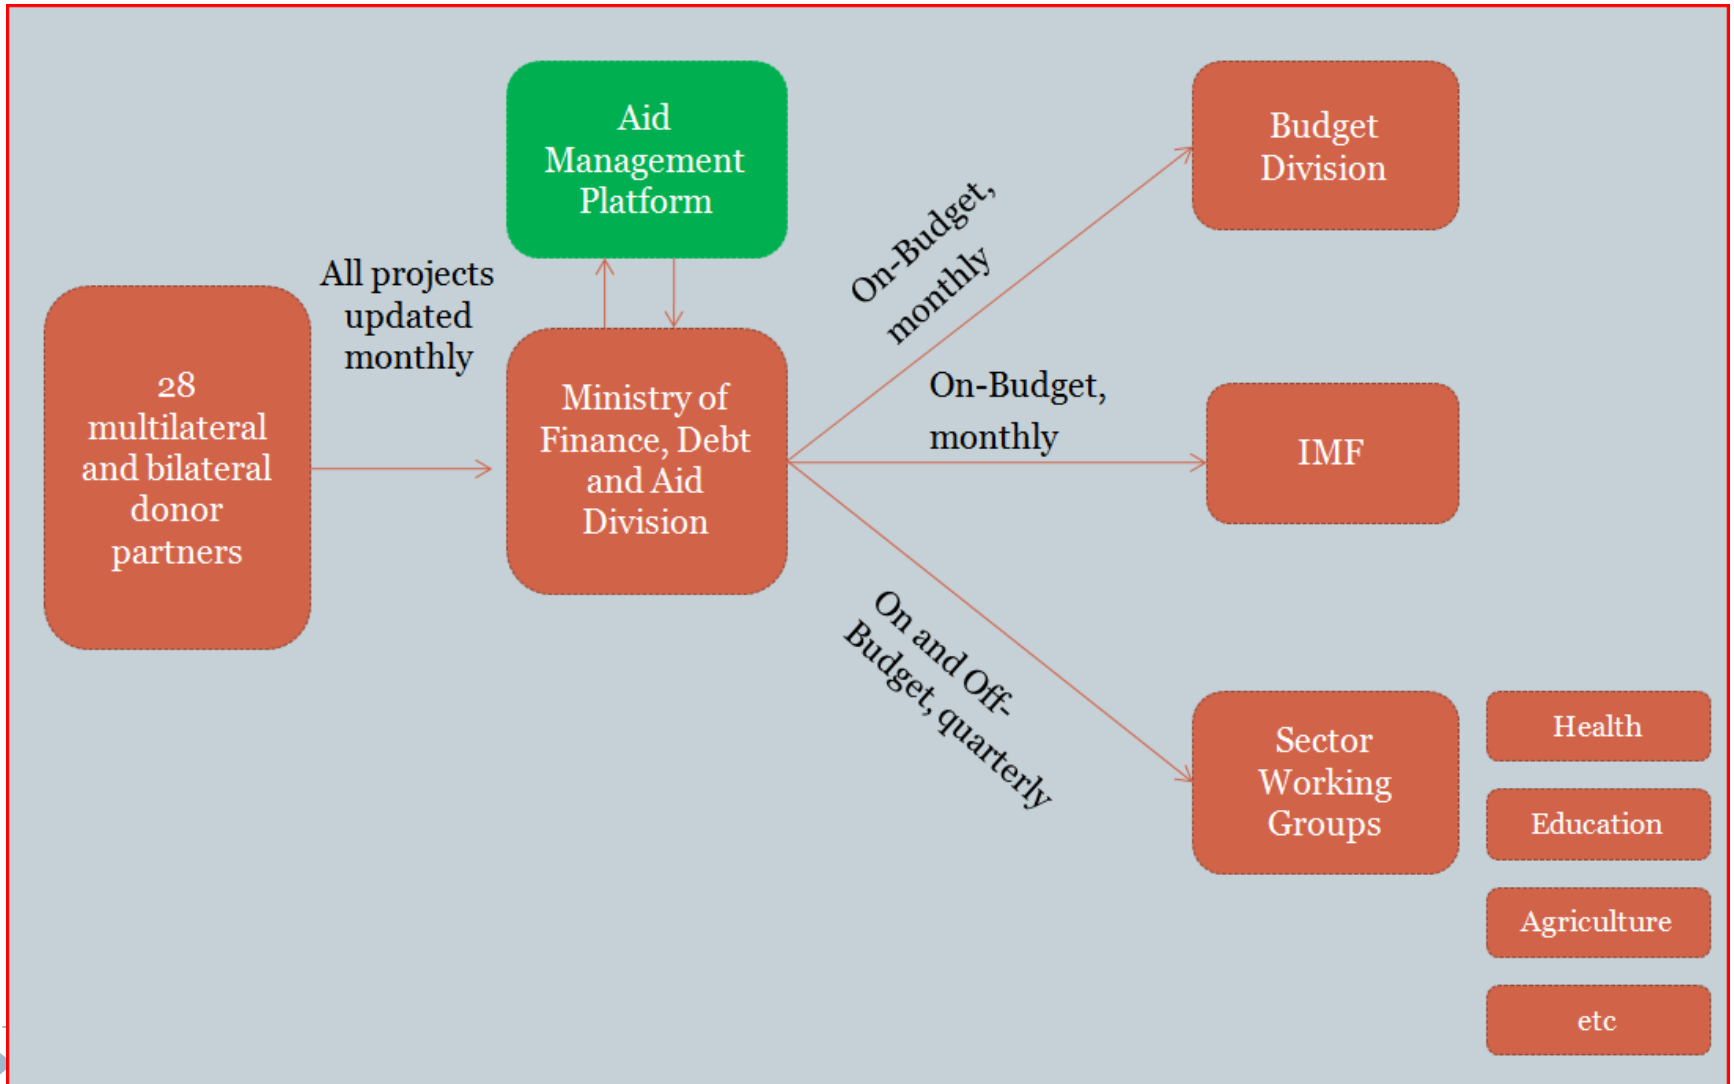 Aid
Management
Platform
Budget
Division
On-Budget,
monthly
All projects
updated
monthly
28
multilateral
and bilateral
donor
partners
Ministry of
Finance, Debt
and Aid
Division
On-Budget,
monthly
IMF
On and Off-
Budget, quarterly
Sector
Working
Groups
Health
Education
Agriculture
etc